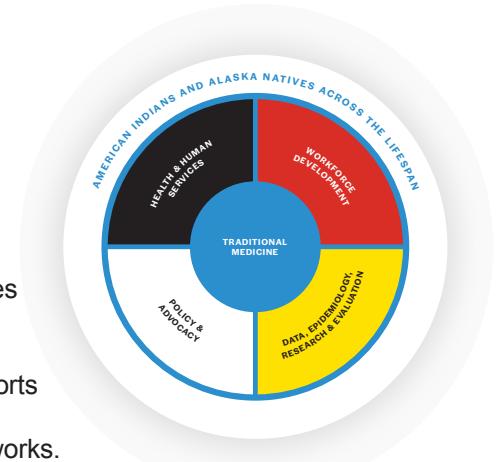 AMERICAN INDIANS AND ALASKA NATIVES ACROSS THE LIFESPAN
HEALTH & HUMAN
SERVICES
WORKFORCE
DEVELOPMENT
TRADITIONAL
MEDICINE
POLICY &
ADVOCACY
DATA, EPIDEMIOLOGY,
RESEARCH & EVALUATION
es
orts
works.